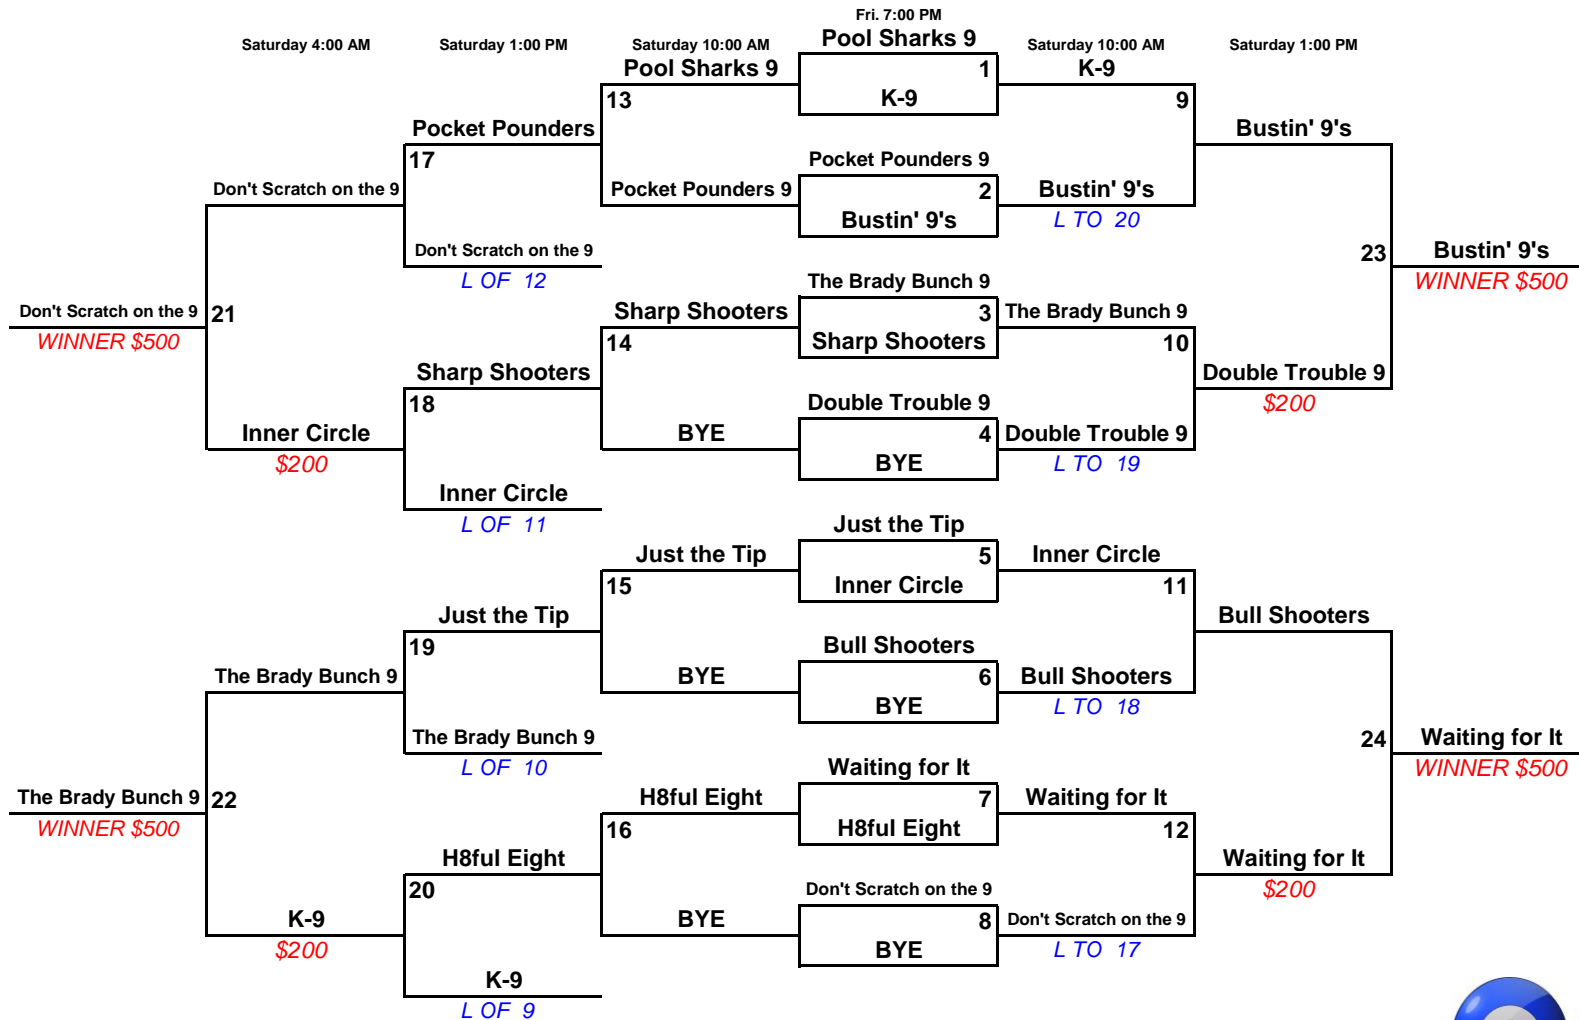 Fri. 7:00 PM
Saturday 4:00 AM Saturday 1:00 PM Saturday 10:00 AM Pool Sharks 9 Saturday 10:00 AM Saturday 1:00 PM
Pool Sharks 9 1 K-9
13 K-9 9
Pocket Pounders Bustin' 9's
17 Pocket Pounders 9
Don't Scratch on the 9 Pocket Pounders 9 2 Bustin' 9's
Bustin' 9's L TO 20
Don't Scratch on the 9 23 Bustin' 9's
L OF 12 The Brady Bunch 9 WINNER $500
Don't Scratch on the 9 21 Sharp Shooters 3 The Brady Bunch 9
WINNER $500 14 Sharp Shooters 10
Sharp Shooters Double Trouble 9
18 Double Trouble 9 $200
Inner Circle BYE 4 Double Trouble 9
$200 BYE L TO 19
Inner Circle
L OF 11 Just the Tip
Just the Tip 5 Inner Circle
15 Inner Circle 11
Just the Tip Bull Shooters
19 Bull Shooters
The Brady Bunch 9 BYE 6 Bull Shooters
BYE L TO 18
The Brady Bunch 9 24 Waiting for It
L OF 10 Waiting for It WINNER $500
The Brady Bunch 9 22 H8ful Eight 7 Waiting for It
WINNER $500 16 H8ful Eight 12
H8ful Eight Waiting for It
20 Don't Scratch on the 9 $200
K-9 BYE 8 Don't Scratch on the 9
$200 BYE L TO 17
K-9
L OF 9